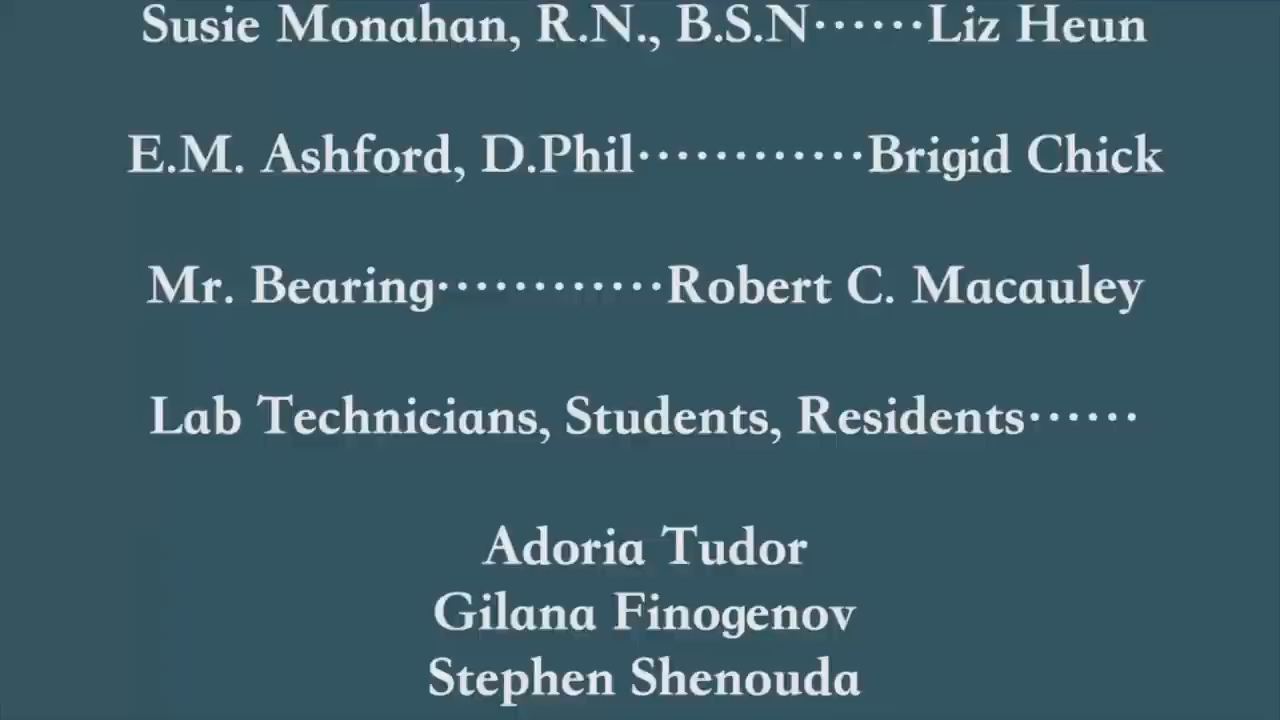 Susie Monahan, R.N., B.S.N······Liz Heun
E.M. Ashford, D.Phil············Brigid Chick
Mr. Bearing············Robert C. Macauley
Lab Technicians, Students, Residents······
Adoria Tudor
Gilana Finogenov
Stephen Shenouda